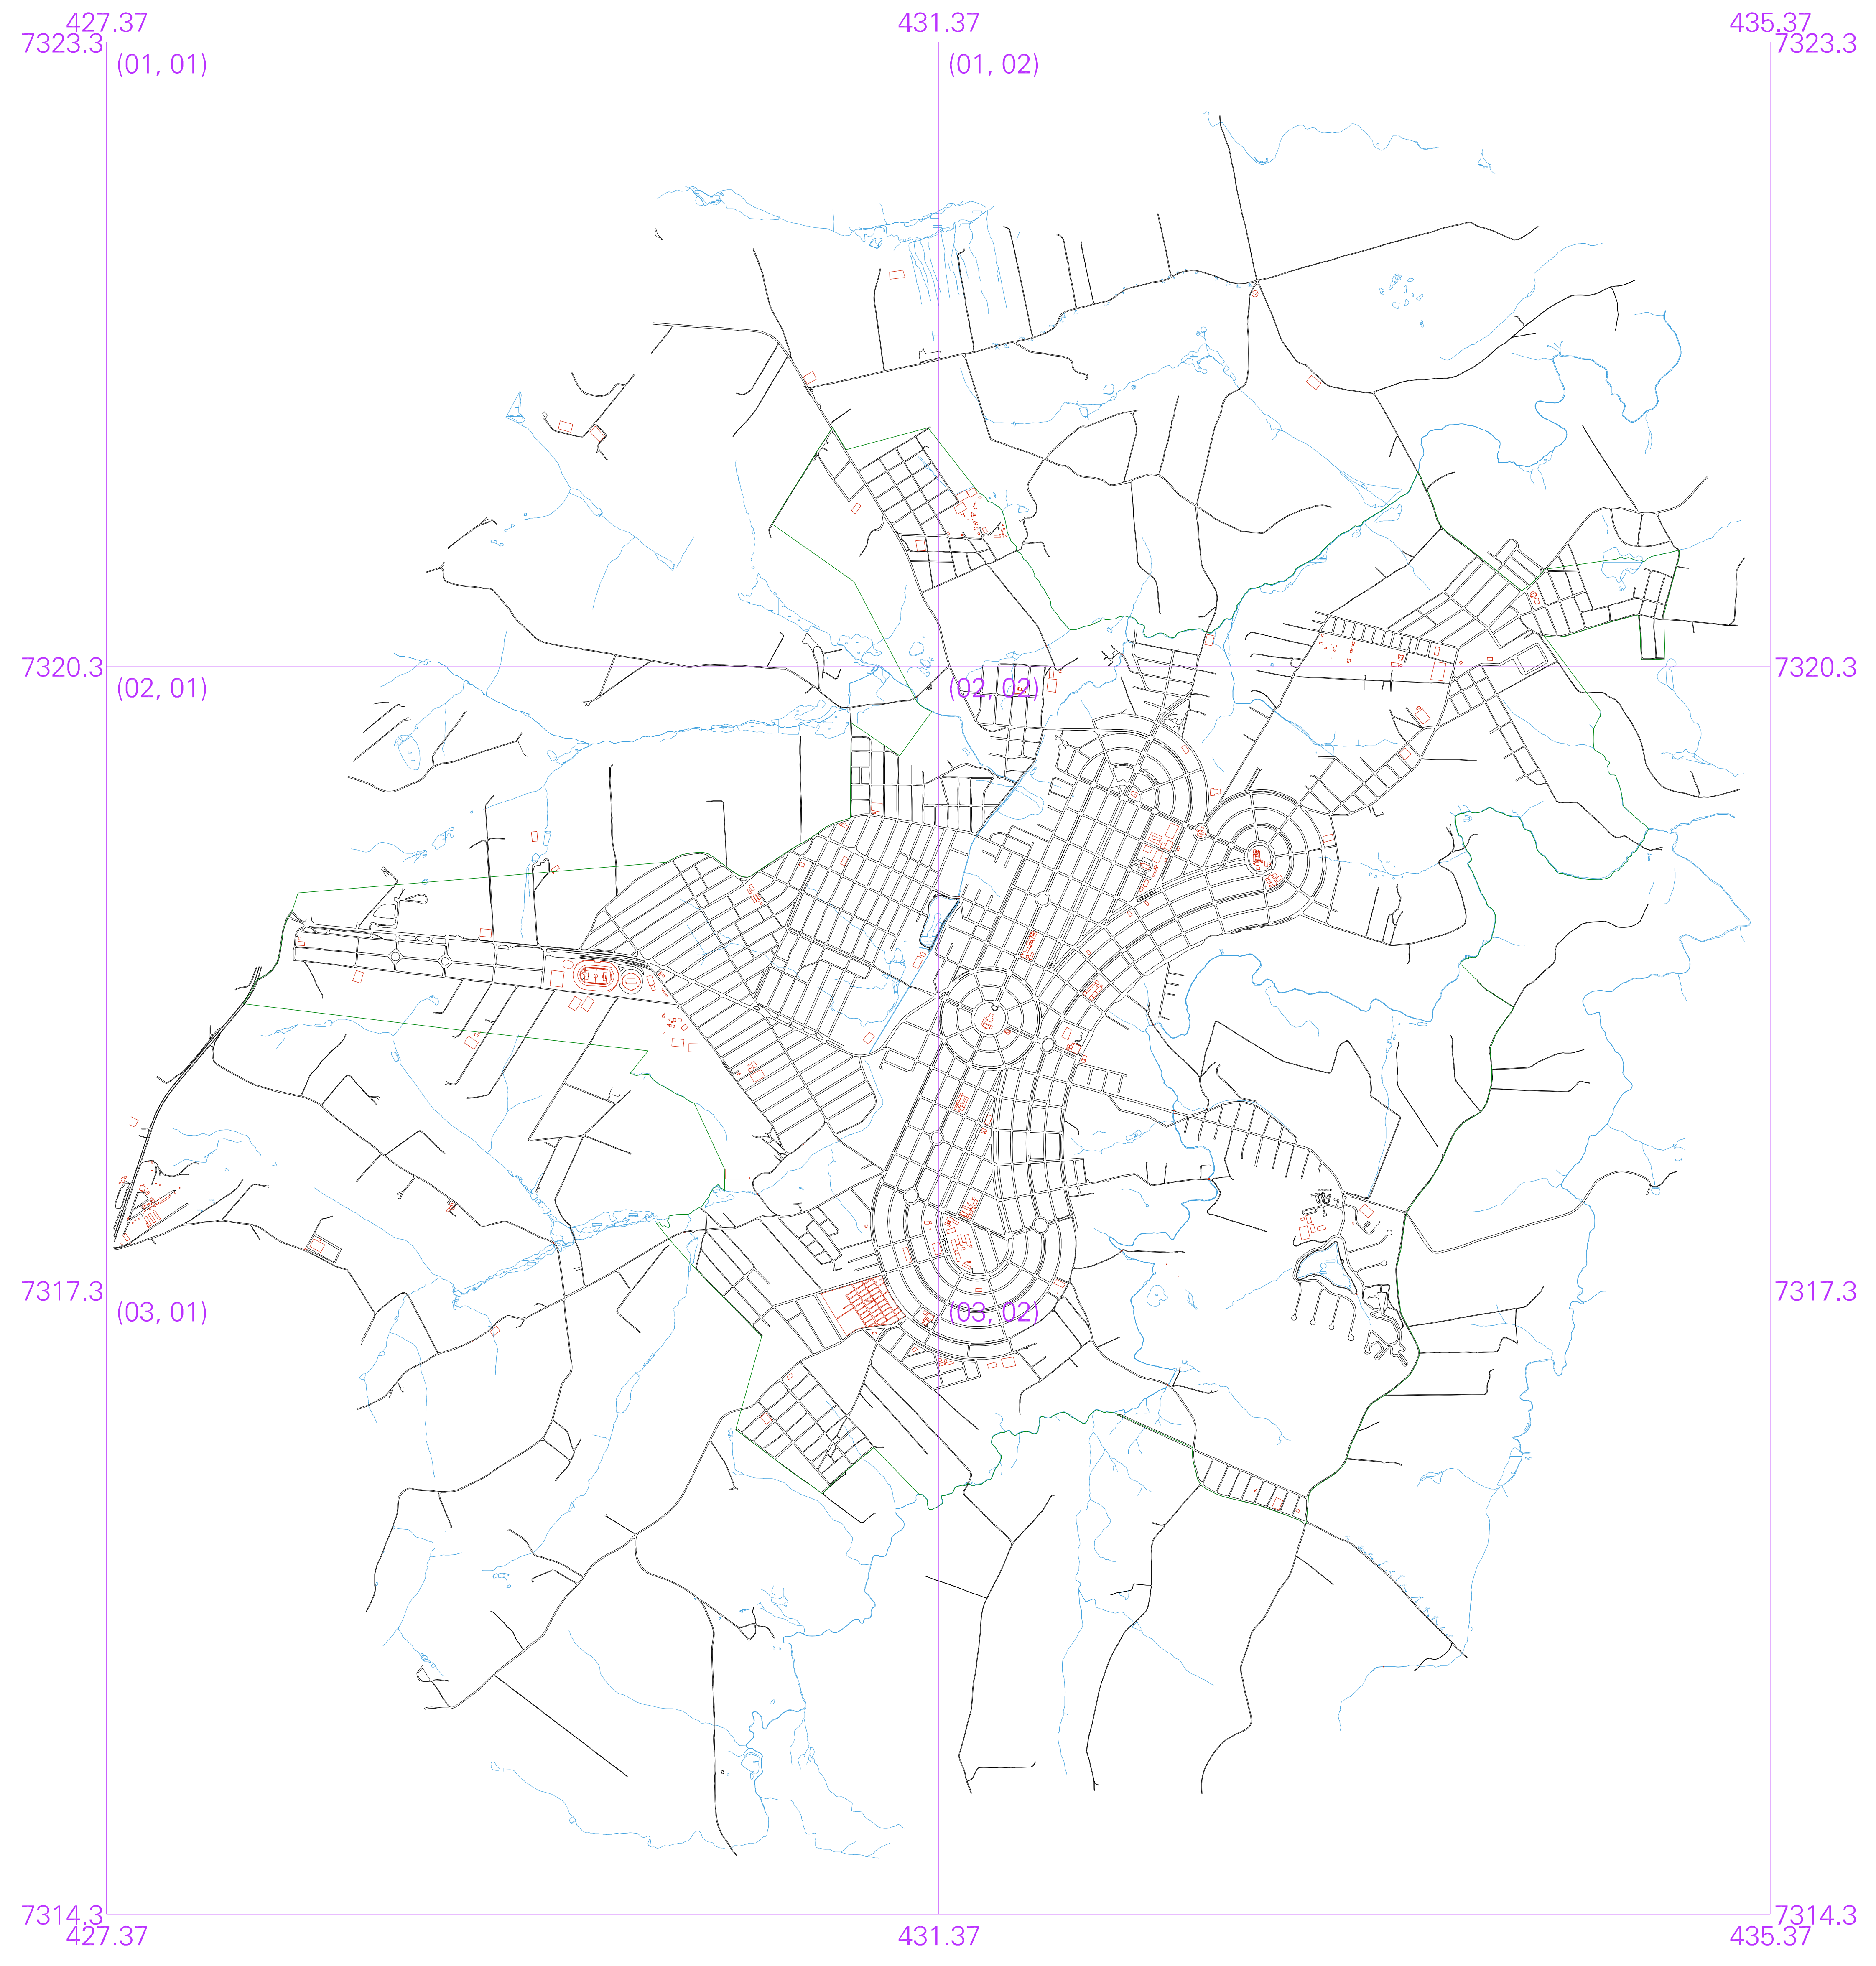 427.37 431.37 435.37
7323.3 7323.3
(01, 01) (01, 02)
7320.3 7320.3
(02, 01) (02, 02)
7317.3 7317.3
(03, 01) (03, 02)
7314.3 7314.3
427.37 431.37 435.37